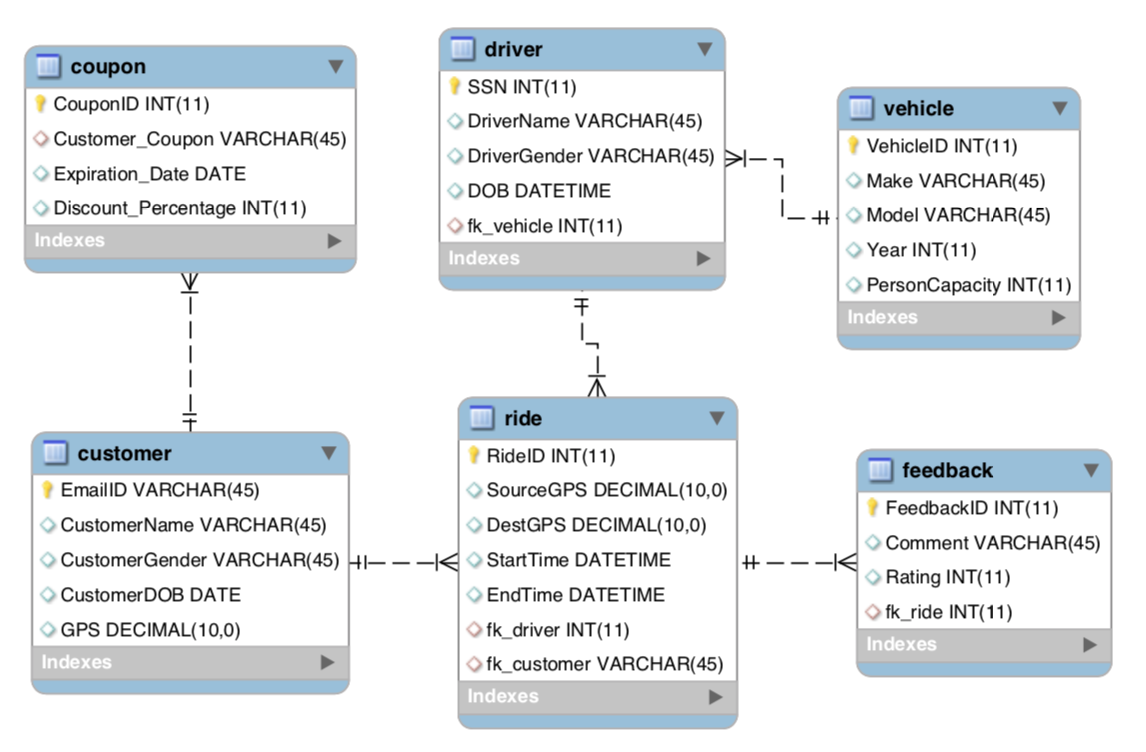 coupon
CouponID INT(11)
Customer_Coupon VARCHAR(45)
Expiration_Date DATE
Discount_Percentage INT(11)
Indexes
driver
SSN INT(11)
DriverName VARCHAR(45)
DriverGender VARCHAR(45)
DOB DATETIME
fk_vehicle INT(11)
Indexes
vehicle
VehicleID INT(11)
Make VARCHAR(45)
Model VARCHAR(45)
Year INT(11)
PersonCapacity INT(11)
Indexes
customer
EmailID VARCHAR(45)
CustomerName VARCHAR(45)
CustomerGender VARCHAR(45)
CustomerDOB DATE
GPS DECIMAL(10,0)
Indexes
ride
RideID INT(11)
SourceGPS DECIMAL(10,0)
DestGPS DECIMAL(10,0)
StartTime DATETIME
EndTime DATETIME
fk_driver INT(11)
fk_customer VARCHAR(45)
Indexes
feedback
FeedbackID INT(11)
Comment VARCHAR(45)
Rating INT(11)
fk_ride INT(11)
Indexes